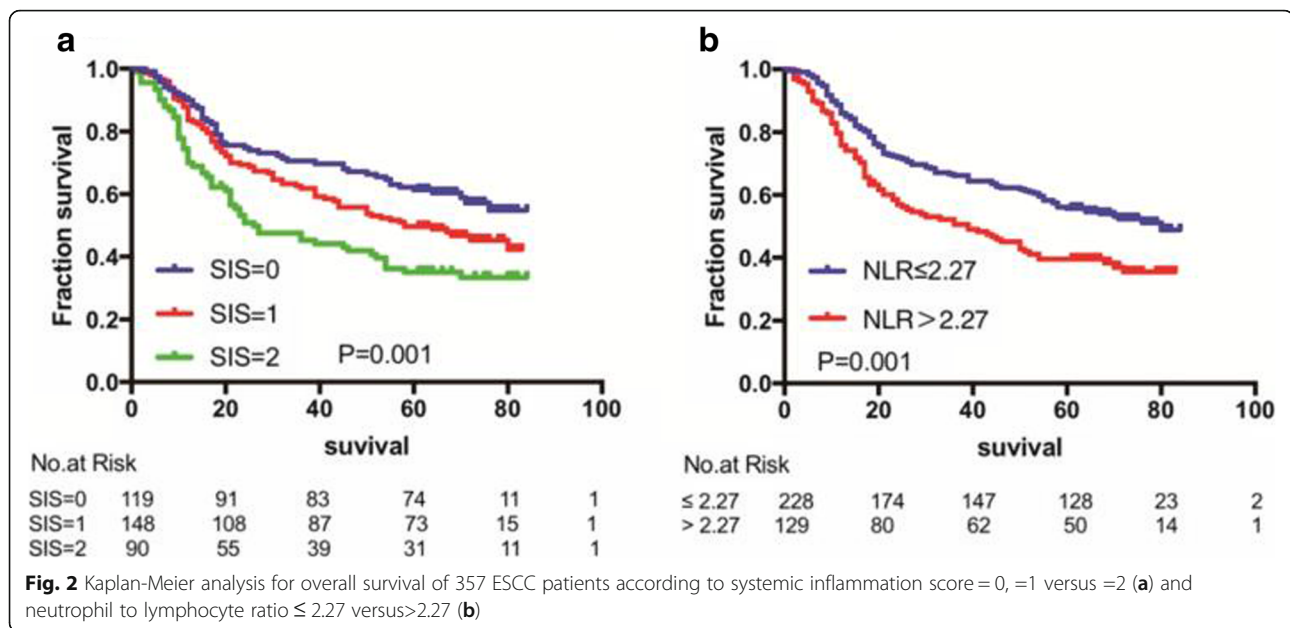 a
1.0
0.8
0.6
0.4
0.2
0.0
Fraction survival
SIS=0
SIS=1
SIS=2
P=0.001
0 20 40 60 80 100
suvival
No.at Risk
SIS=0 119 91 83 74 11 1
SIS=1 148 108 87 73 15 1
SIS=2 90 55 39 31 11 1
b
1.0
0.8
0.6
0.4
0.2
0.0
Fraction survival
NLR≤2.27
NLR>2.27
P=0.001
0 20 40 60 80 100
suvival
No.at Risk
≤ 2.27 228 174 147 128 23 2
> 2.27 129 80 62 50 14 1
Fig. 2 Kaplan-Meier analysis for overall survival of 357 ESCC patients according to systemic inflammation score = 0, =1 versus =2 (a) and
neutrophil to lymphocyte ratio ≤ 2.27 versus>2.27 (b)